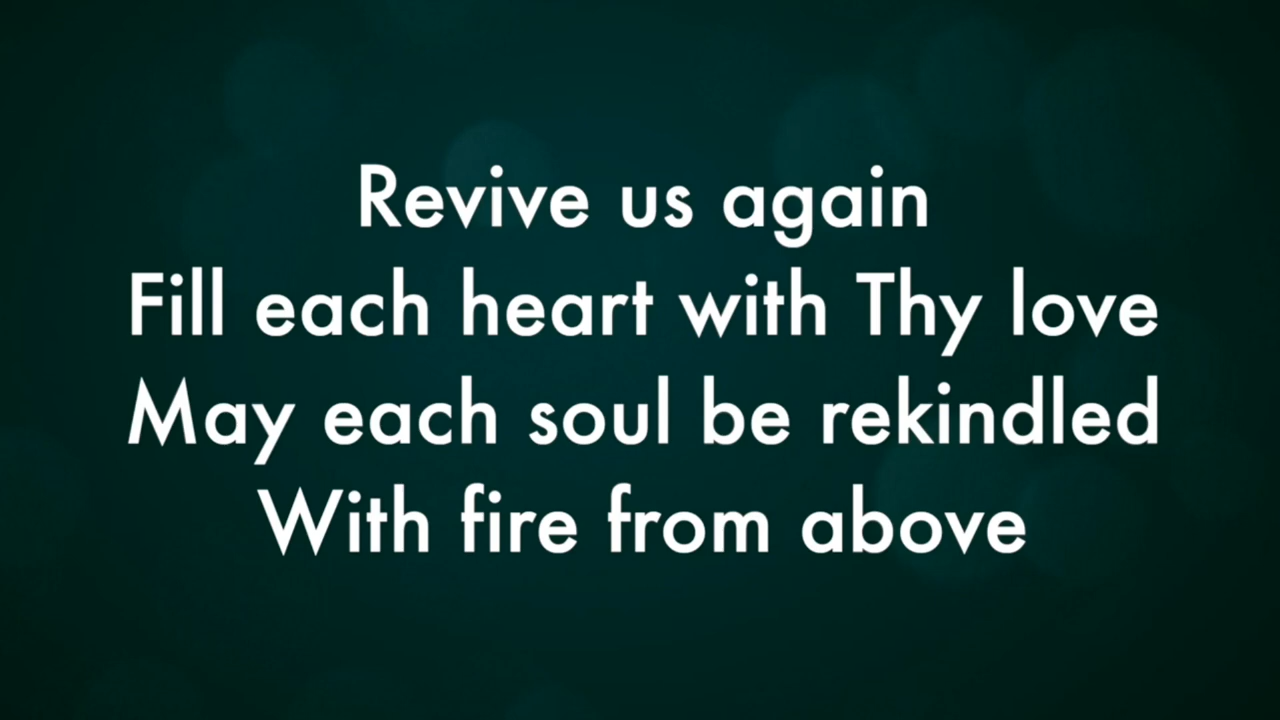 Revive us again
Fill each heart with Thy love
May each soul be rekindled
With fire from above